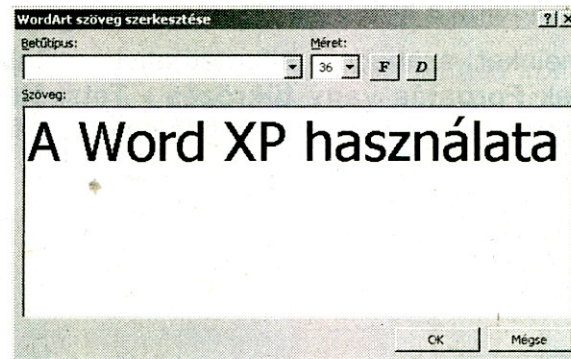 WordArt szöveg szerkesztése
Betűtípus:
Méret:
36
F
D
Szöveg:
A Word XP használata
OK
Mégse